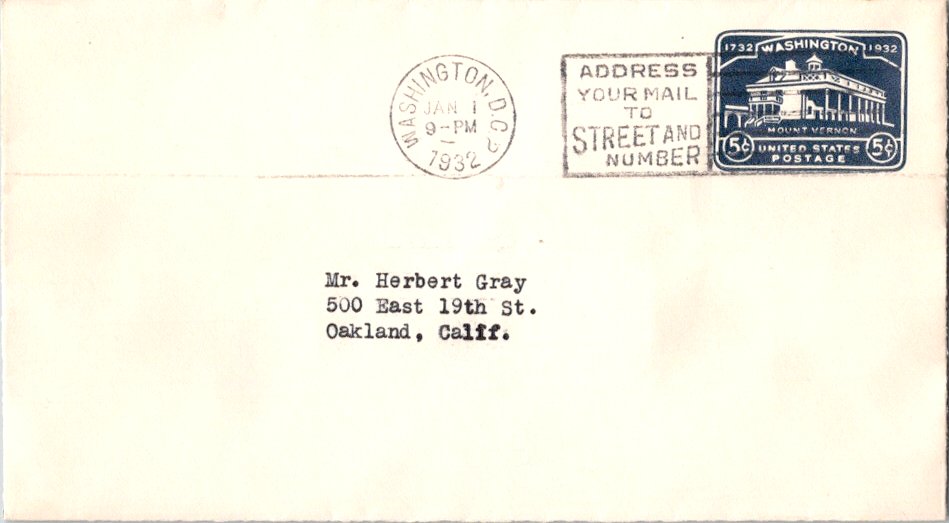 WASHINGTON, D.C.
JAN 1
9-PM
1932
ADDRESS
YOUR MAIL
TO
STREET AND
NUMBER
1732 WASHINGTON 1932
MOUNT VERNON
5¢ UNITED STATES 5¢
POSTAGE
Mr. Herbert Gray
500 East 19th St.
Oakland, Calif.